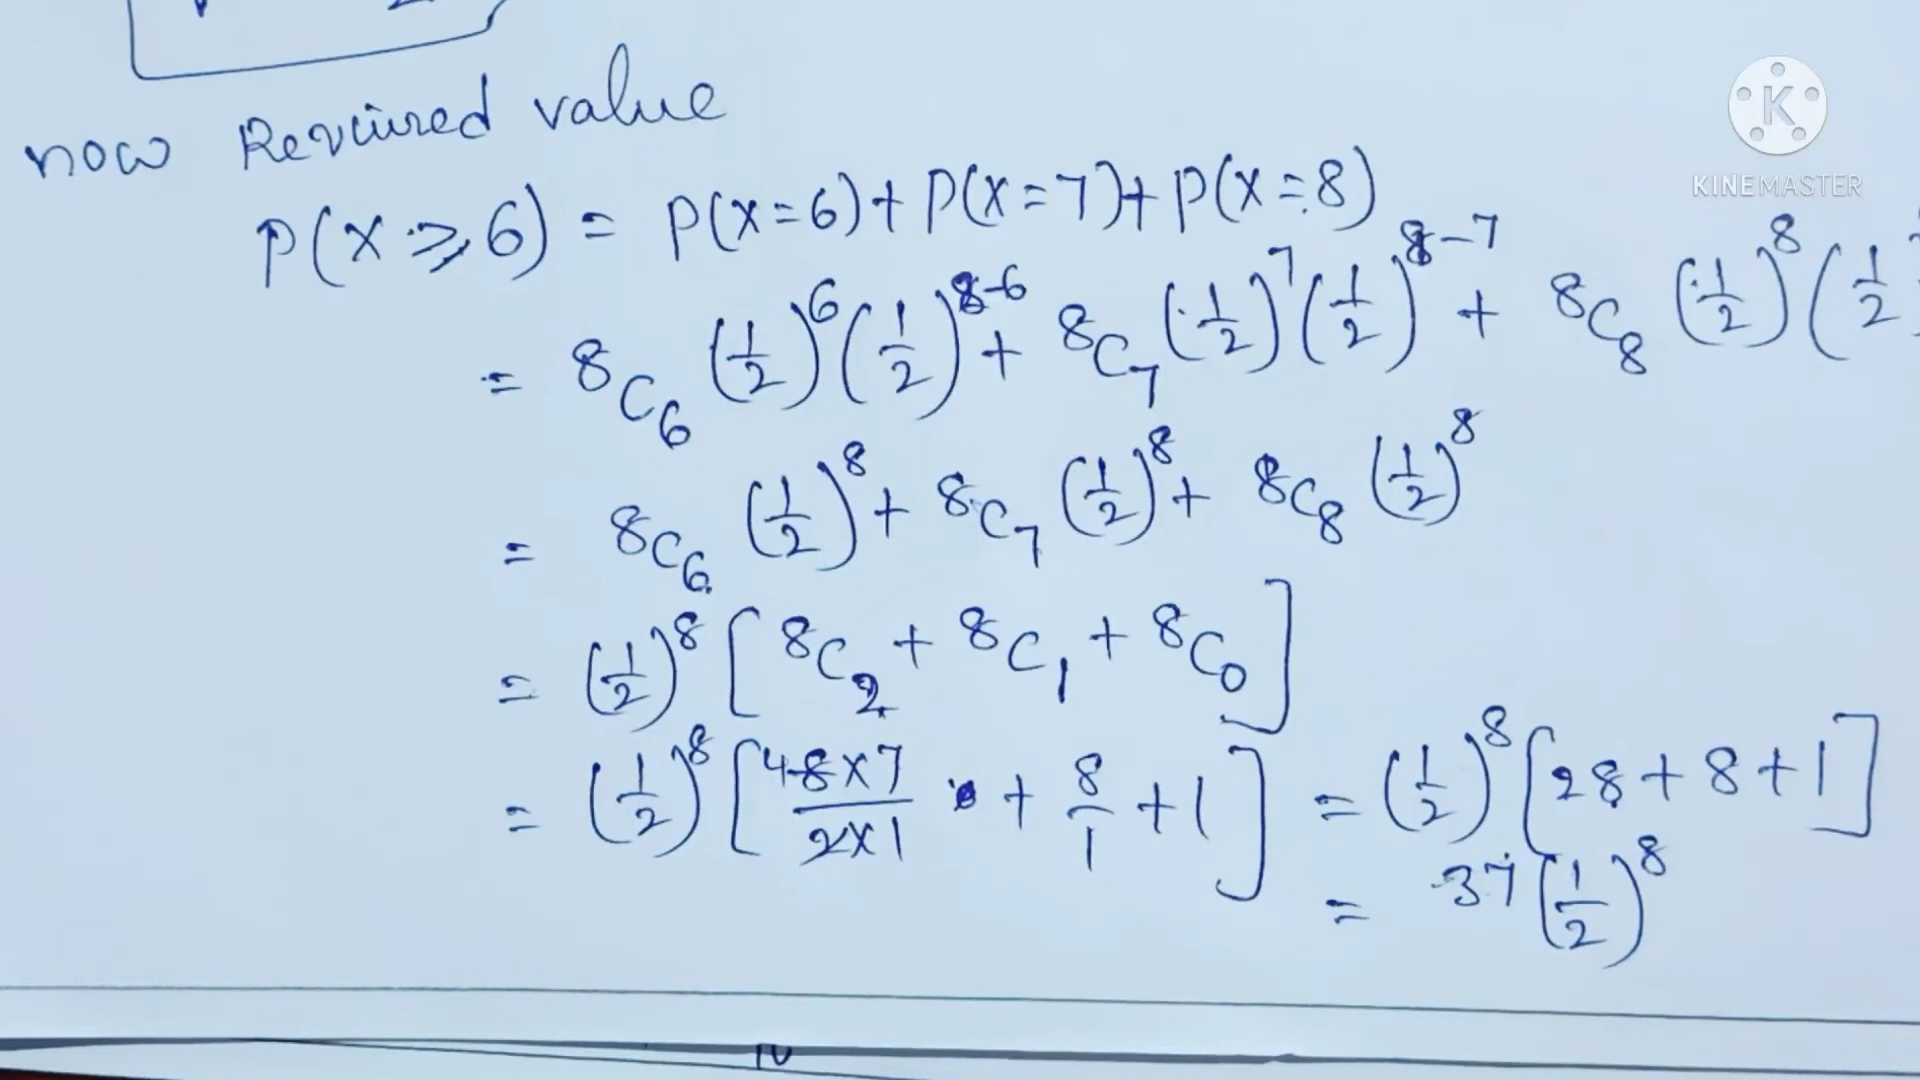 now Required value
P(X ≥ 6) = P(X=6) + P(X=7) + P(X=8)
= 8C₆ (1/2)⁶ (1/2)⁸⁻⁶ + 8C₇ (1/2)⁷ (1/2)⁸⁻⁷ + 8C₈ (1/2)⁸ (1/2
= 8C₆ (1/2)⁸ + 8C₇ (1/2)⁸ + 8C₈ (1/2)⁸
= (1/2)⁸ [8C₂ + 8C₁ + 8C₀]
= (1/2)⁸ [48×7/2×1 + 8/1 + 1] = (1/2)⁸ [28 + 8 + 1]
= 37 (1/2)⁸
K
KINEMASTER